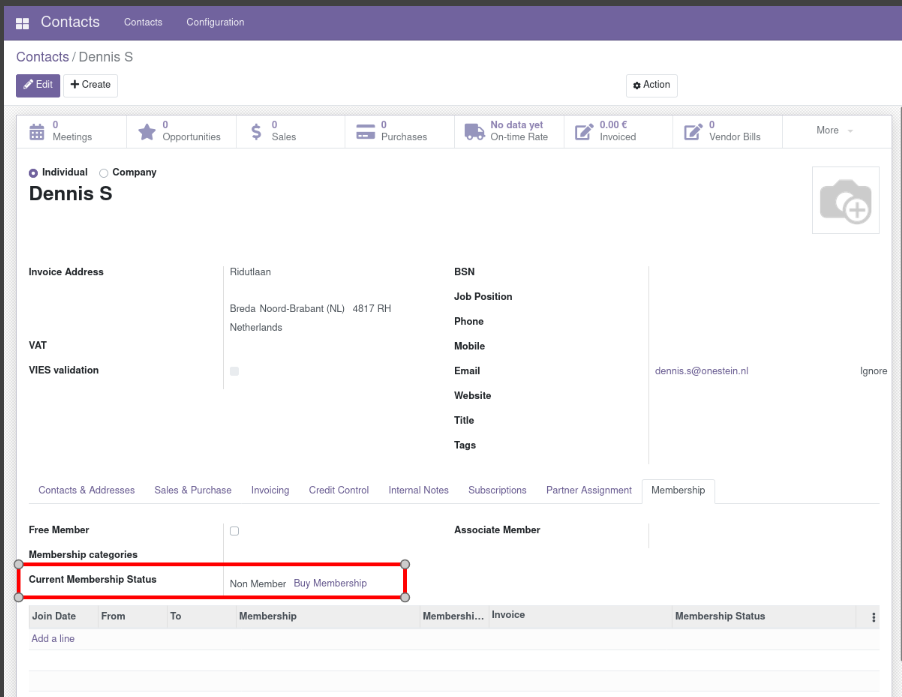 Contacts Contacts Configuration
Contacts / Dennis S
Edit Create
Action
0 Meetings
0 Opportunities
0 Sales
0 Purchases
No data yet On-time Rate
0.00 € Invoiced
0 Vendor Bills
More
Individual Company
Dennis S
Invoice Address Ridutlaan
Breda Noord-Brabant (NL) 4817 RH
Netherlands
VAT
VIES validation
BSN
Job Position
Phone
Mobile
Email dennis.s@onestein.nl Ignore
Website
Title
Tags
Contacts & Addresses Sales & Purchase Invoicing Credit Control Internal Notes Subscriptions Partner Assignment Membership
Free Member Associate Member
Membership categories
Current Membership Status Non Member Buy Membership
Join Date From To Membership Membershi... Invoice Membership Status
Add a line